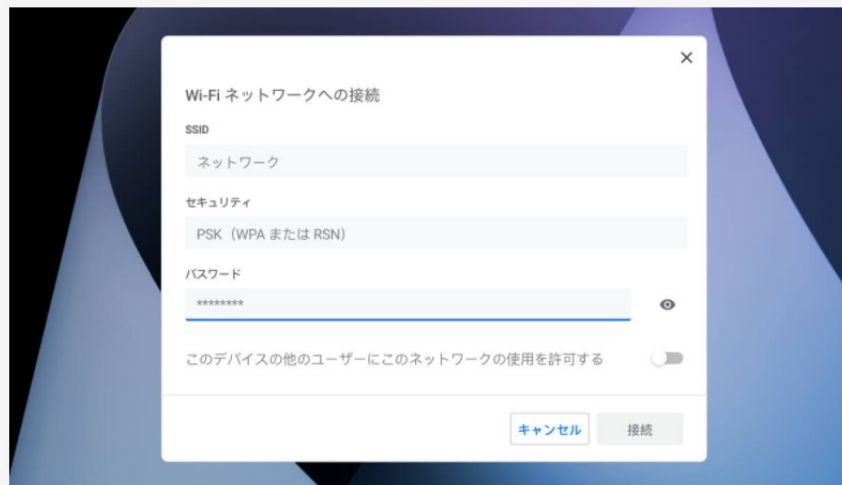 Wi-Fi ネットワークへの接続
SSID
ネットワーク
セキュリティ
PSK（WPA または RSN）
パスワード
********
このデバイスの他のユーザーにこのネットワークの使用を許可する
キャンセル
接続